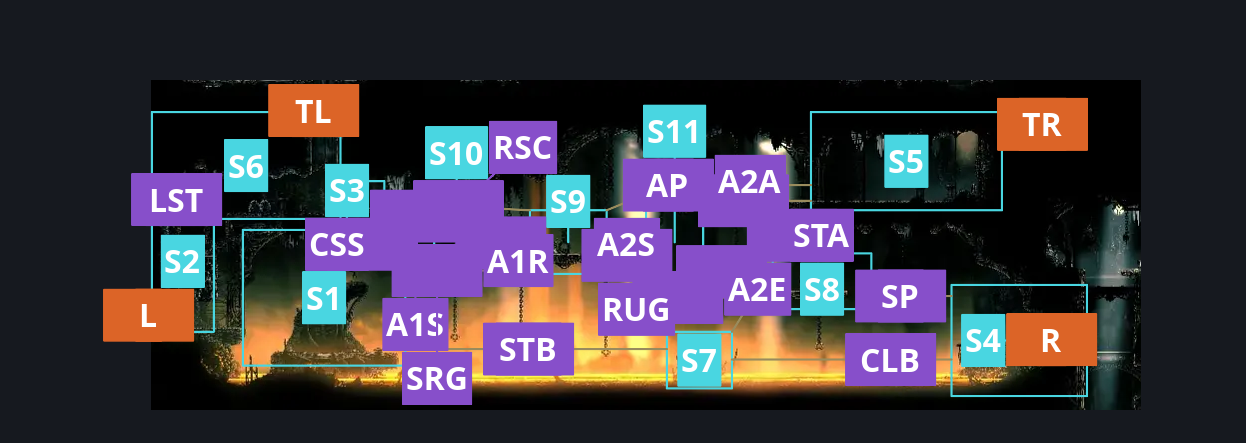 TL
TR
S11
S10
RSC
S6
S5
S3
AP
A2A
LST
S9
CSS
A2S
STA
S2
A1R
S1
A2E
S8
SP
RUG
L
A1S
S4
R
STB
S7
CLB
SRG